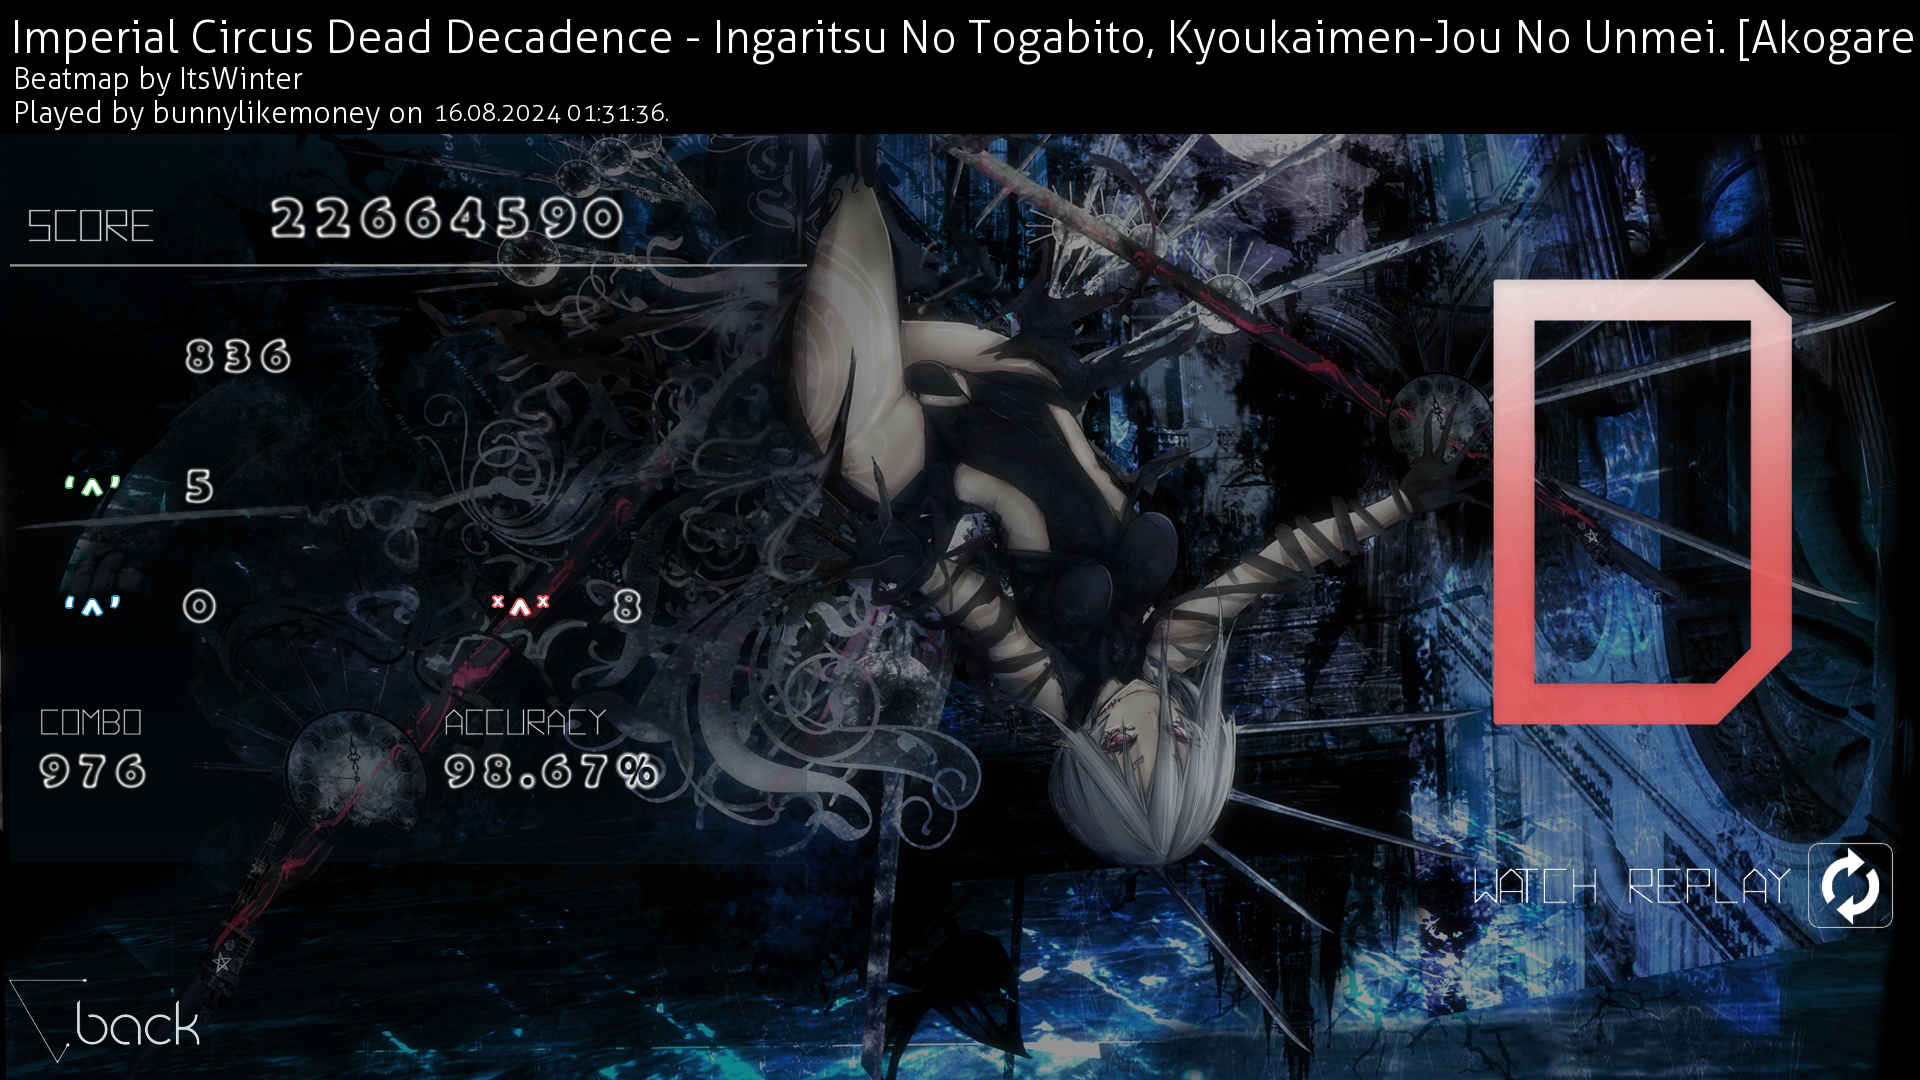 Imperial Circus Dead Decadence - Ingaritsu No Togabito, Kyoukaimen-Jou No Unmei. [Akogare
Beatmap by ItsWinter
Played by bunnylikemoney on 16.08.2024 01:31:36.
SCORE 22664590
836
'^' 5
'^' 0 x^x 8
COMBO ACCURACY
976 98.67%
D
WATCH REPLAY
back